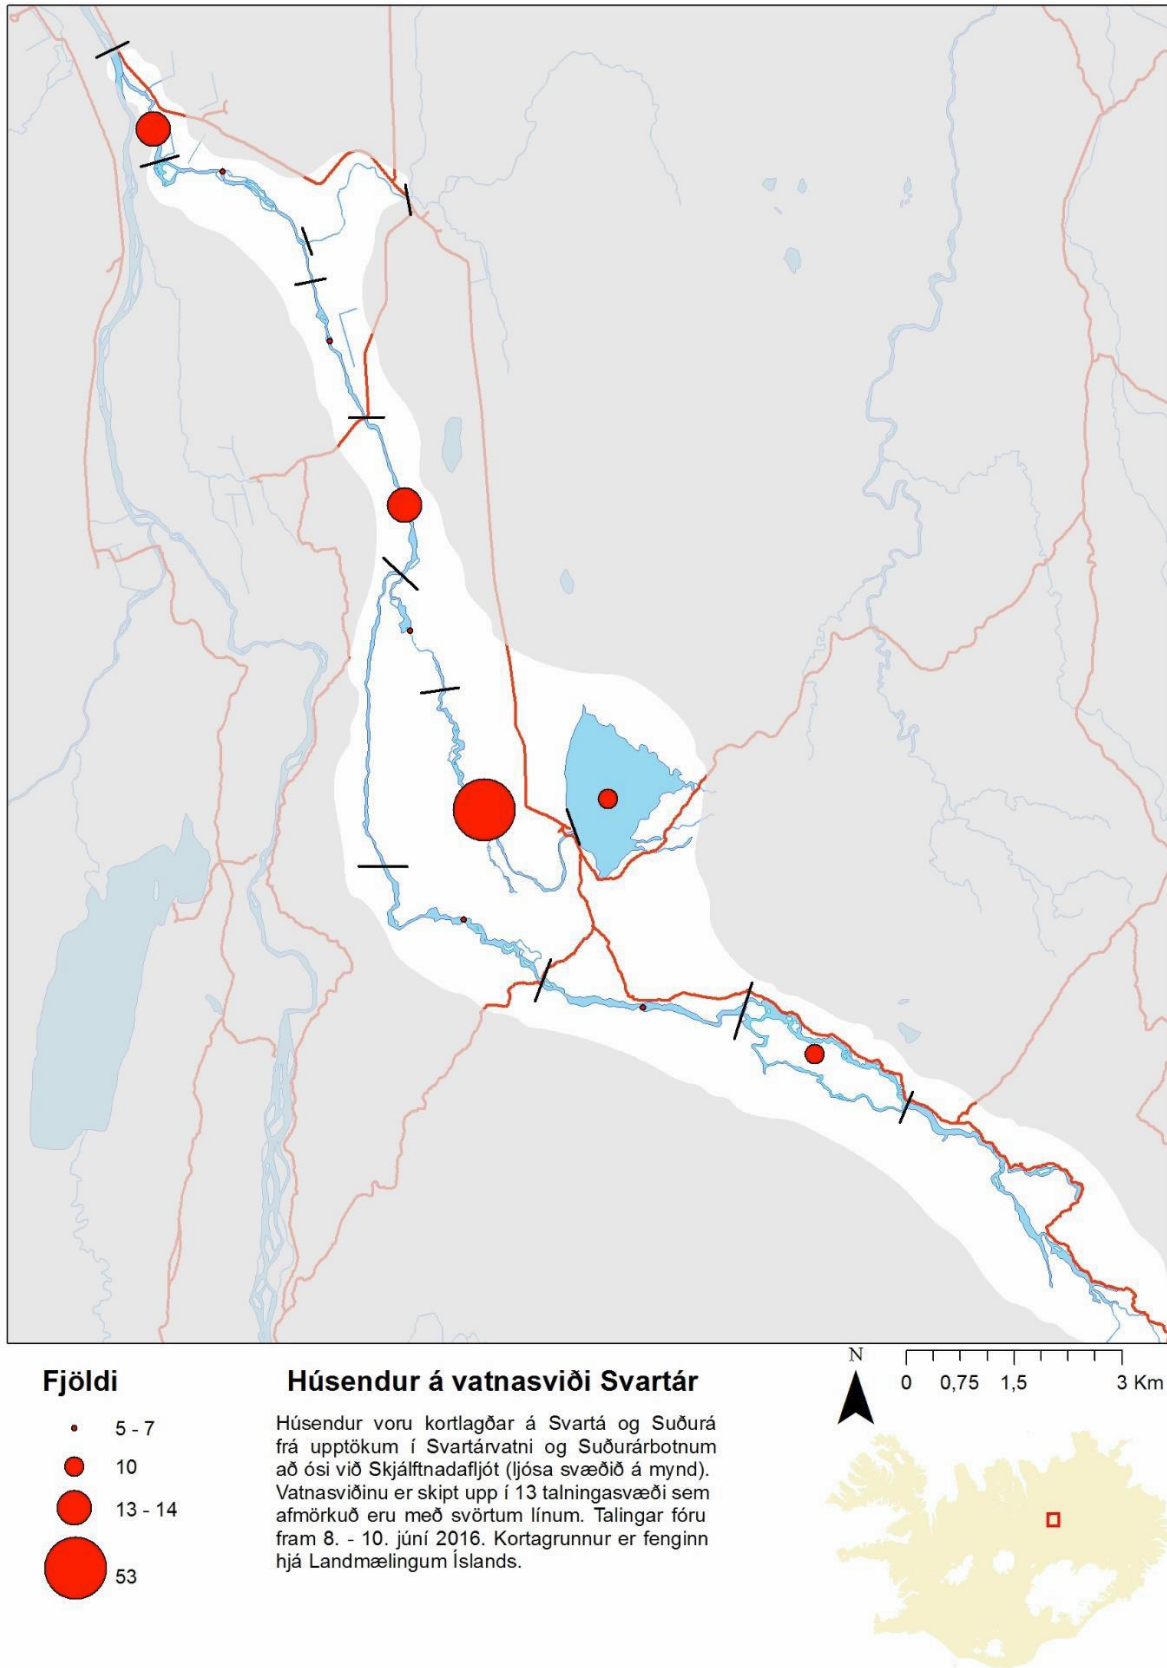 Fjöldi
5 - 7
10
13 - 14
53
Húsendur á vatnasviði Svartár
Húsendur voru kortlagðar á Svartá og Suðurá
frá upptökum í Svartárvatni og Suðurárbotnum
að ósi við Skjálftnadafljót (ljósa svæðið á mynd).
Vatnasviðinu er skipt upp í 13 talningasvæði sem
afmörkuð eru með svörtum línum. Talingar fóru
fram 8. - 10. júní 2016. Kortagrunnur er fenginn
hjá Landmælingum Íslands.
N
0 0,75 1,5 3 Km